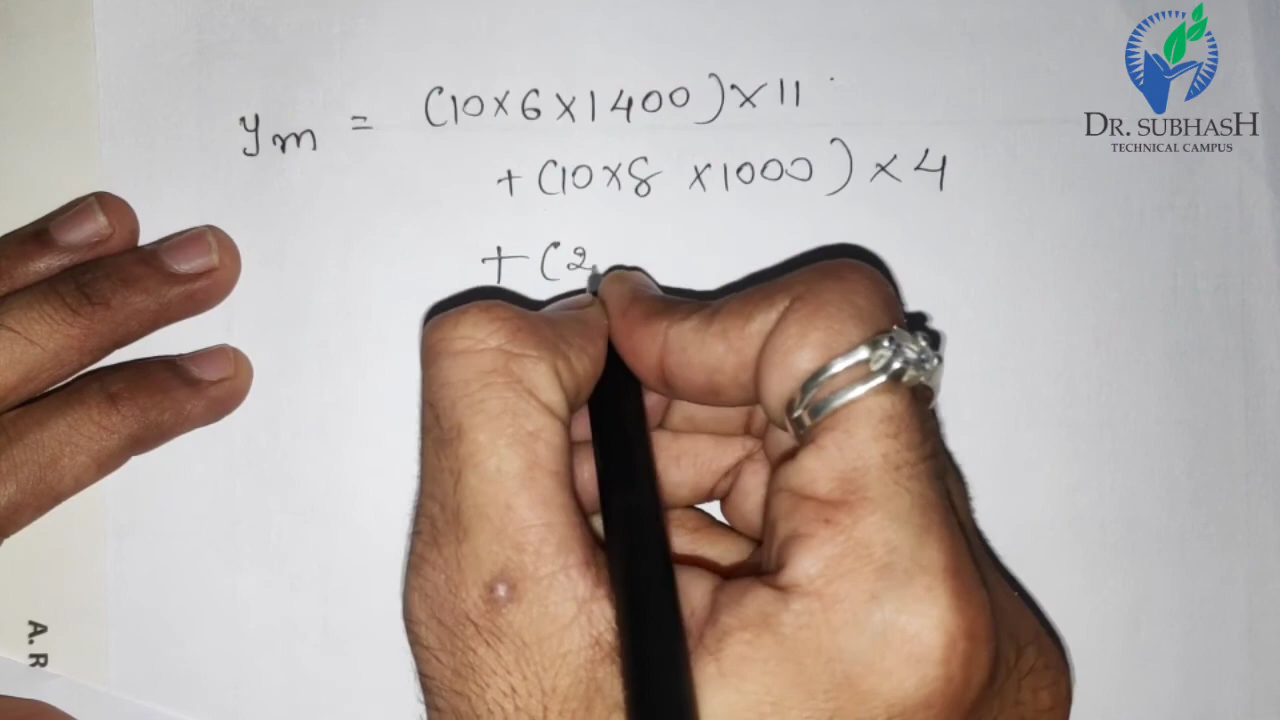 ym = (10×6×1400)×11
+(10×8 ×1000)×4
+(2
DR. SUBHASH
TECHNICAL CAMPUS
A. R